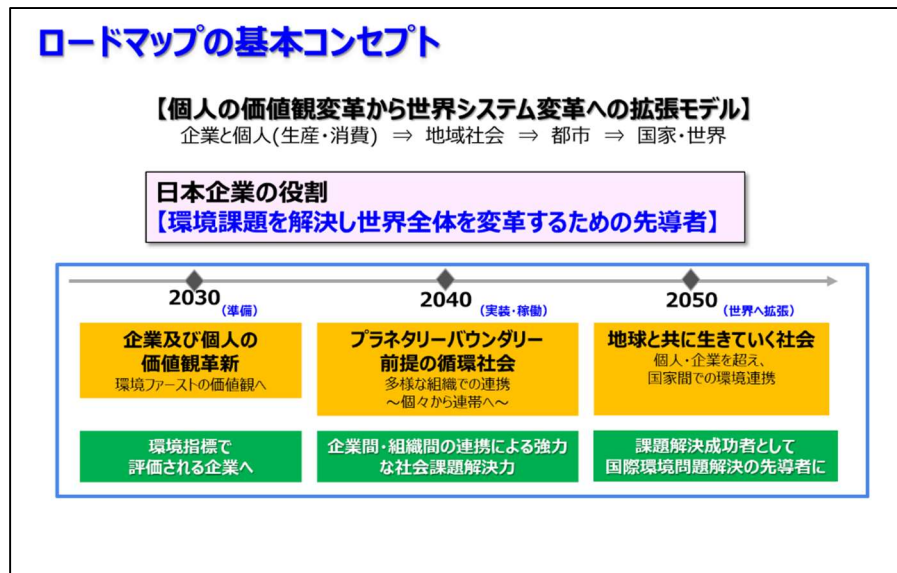 ロードマップの基本コンセプト
【個人の価値観変革から世界システム変革への拡張モデル】
企業と個人(生産・消費) ⇒ 地域社会 ⇒ 都市 ⇒ 国家・世界
日本企業の役割
【環境課題を解決し世界全体を変革するための先導者】
2030 (準備)
2040 (実装・稼働)
2050 (世界へ拡張)
企業及び個人の
価値観革新
環境ファーストの価値観へ
プラネタリーバウンダリー
前提の循環社会
多様な組織での連携
～個々から連帯へ～
地球と共に生きていく社会
個人・企業を超え、
国家間での環境連携
環境指標で
評価される企業へ
企業間・組織間の連携による強力
な社会課題解決力
課題解決成功者として
国際環境問題解決の先導者に